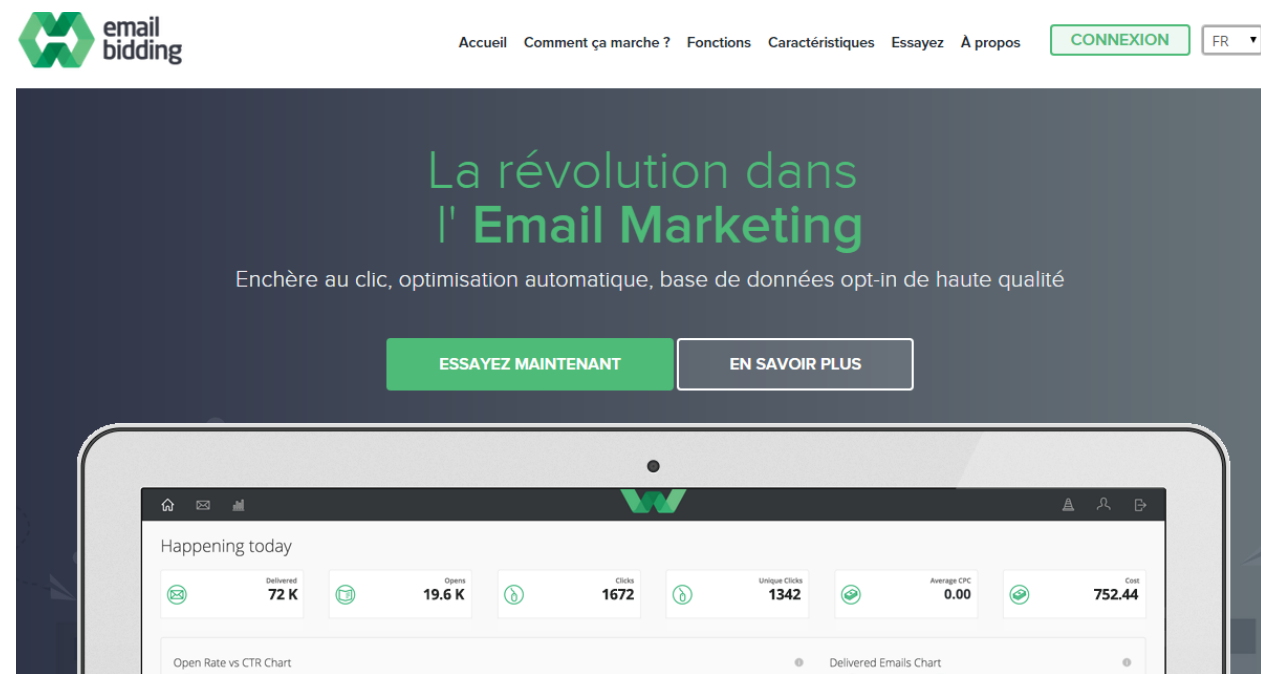 email
bidding
Accueil Comment ça marche ? Fonctions Caractéristiques Essayez À propos CONNEXION FR
La révolution dans
l' Email Marketing
Enchère au clic, optimisation automatique, base de données opt-in de haute qualité
ESSAYEZ MAINTENANT EN SAVOIR PLUS
Happening today
Delivered Opens Clicks Unique Clicks Average CPC Cost
72 K 19.6 K 1672 1342 0.00 752.44
Open Rate vs CTR Chart Delivered Emails Chart